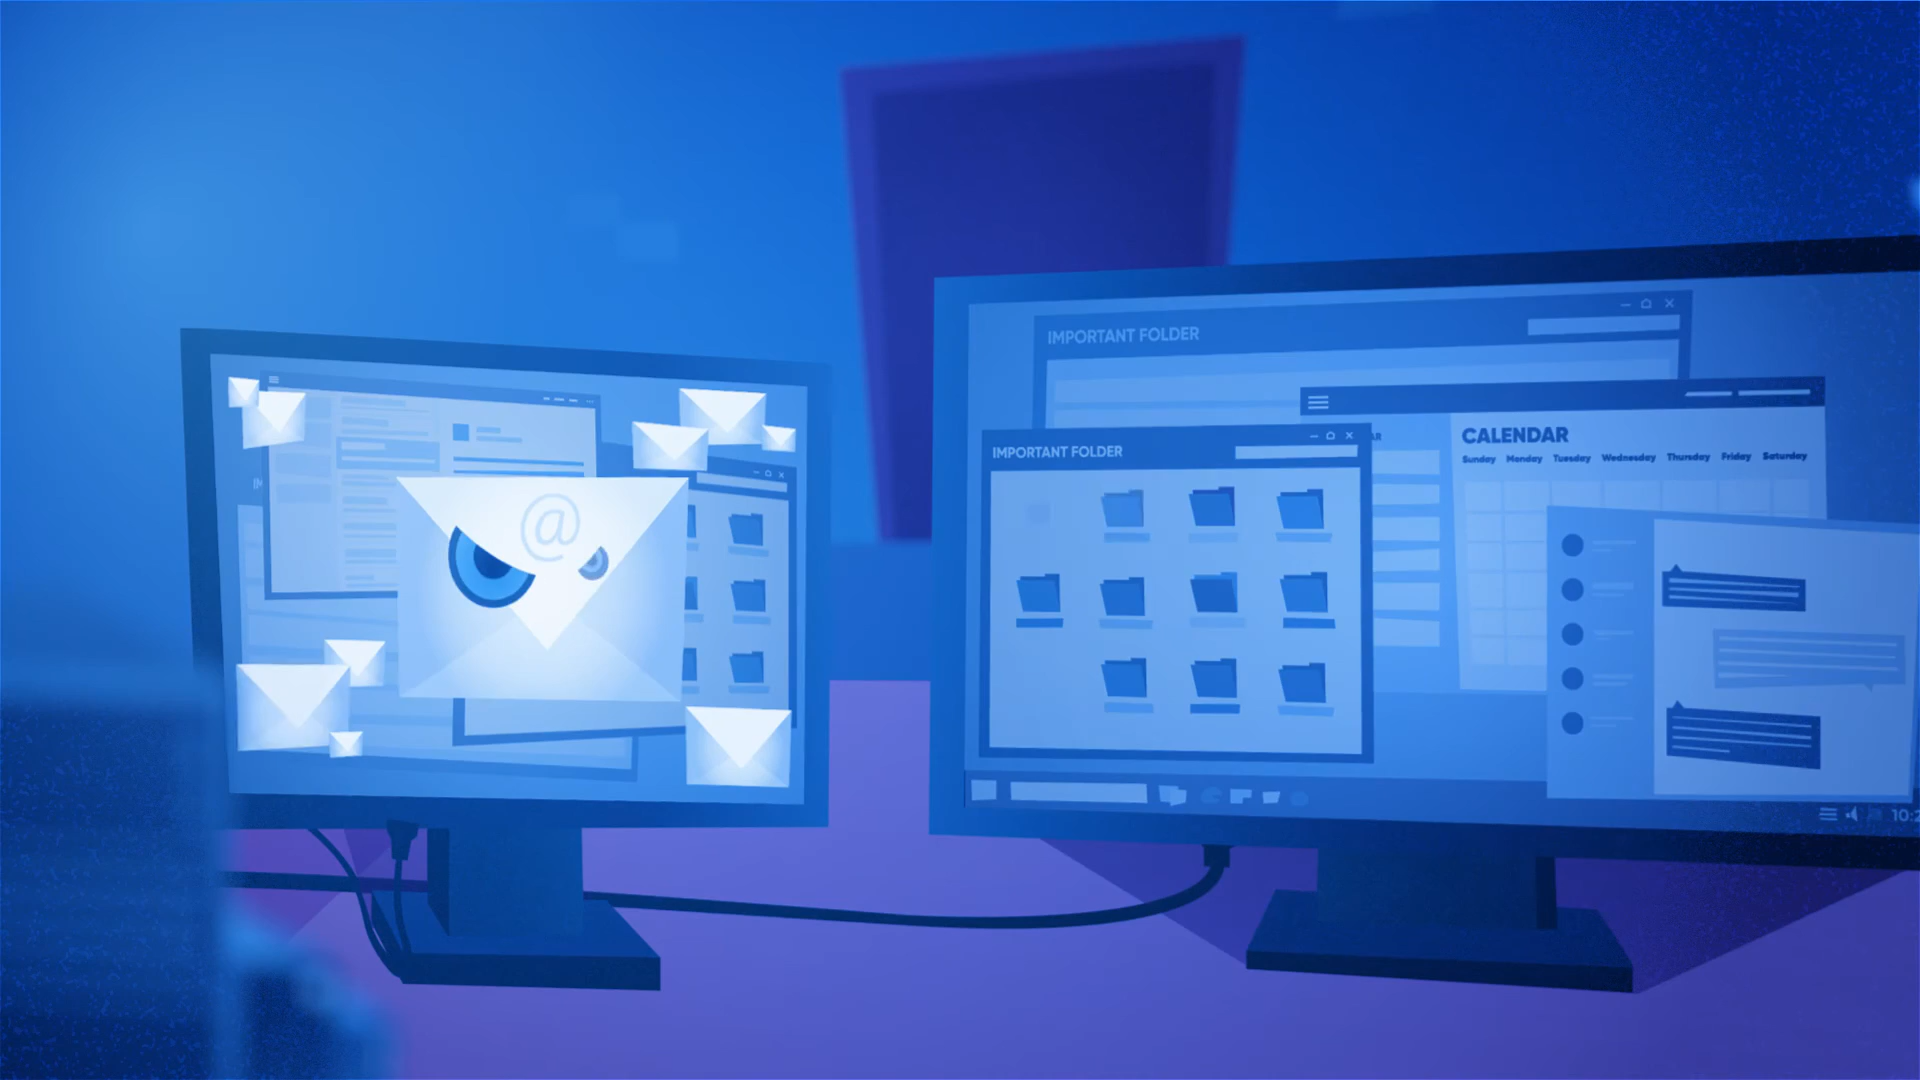 @
IMPORTANT FOLDER
IMPORTANT FOLDER
CALENDAR
Sunday Monday Tuesday Wednesday Thursday Friday Saturday